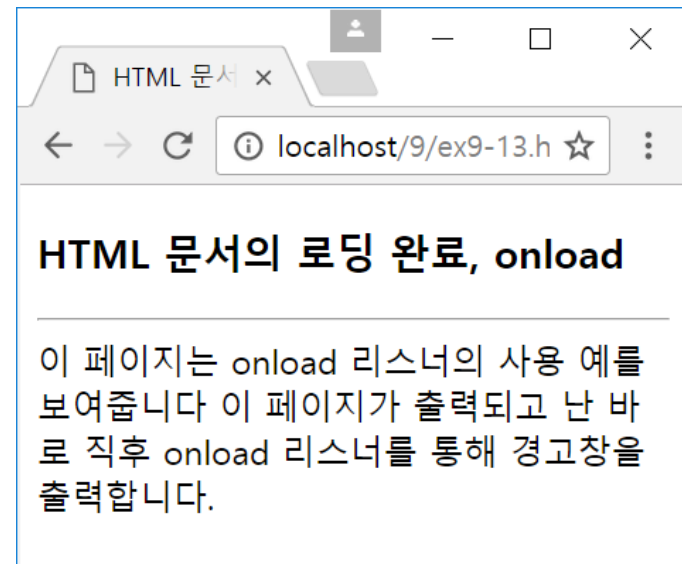 HTML 문서
localhost/9/ex9-13.h
HTML 문서의 로딩 완료, onload
이 페이지는 onload 리스너의 사용 예를
보여줍니다 이 페이지가 출력되고 난 바
로 직후 onload 리스너를 통해 경고창을
출력합니다.